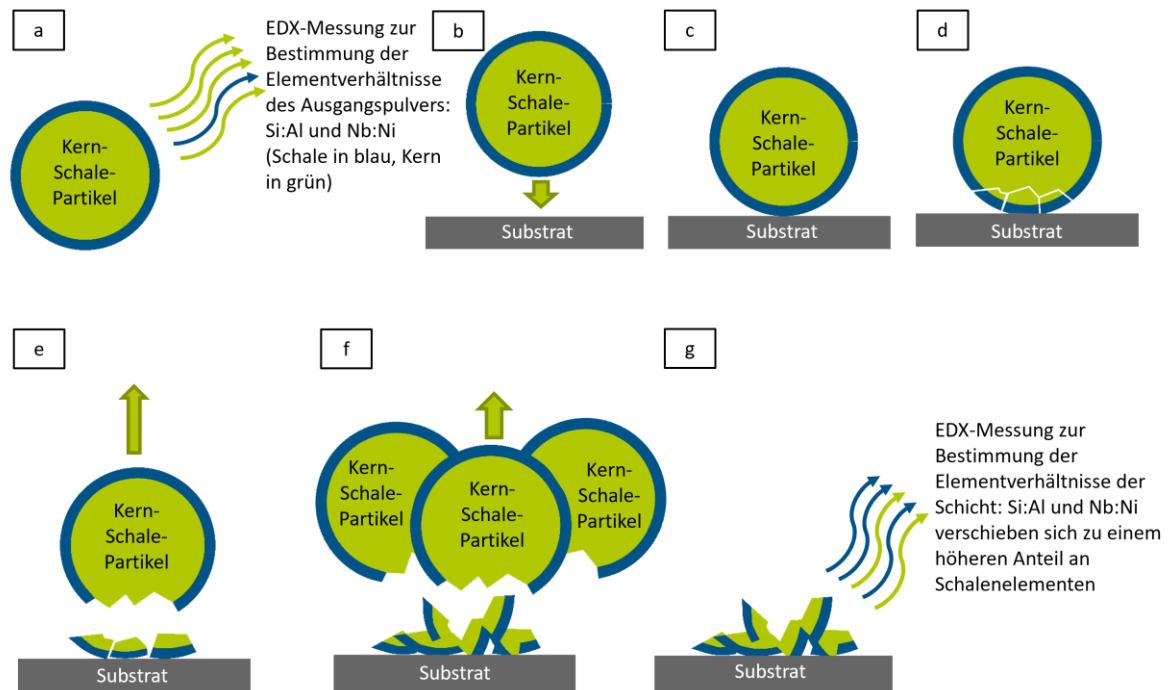 a
EDX-Messung zur
Bestimmung der
Elementverhältnisse
des Ausgangspulvers:
Si:Al und Nb:Ni
(Schale in blau, Kern
in grün)
Kern-
Schale-
Partikel
b
Kern-
Schale-
Partikel
Substrat
c
Kern-
Schale-
Partikel
Substrat
d
Kern-
Schale-
Partikel
Substrat
e
Kern-
Schale-
Partikel
Substrat
f
Kern-
Schale-
Partikel
Kern-
Schale-
Partikel
Kern-
Schale-
Partikel
Substrat
g
EDX-Messung zur
Bestimmung der
Elementverhältnisse der
Schicht: Si:Al und Nb:Ni
verschieben sich zu einem
höheren Anteil an
Schalenelementen
Substrat